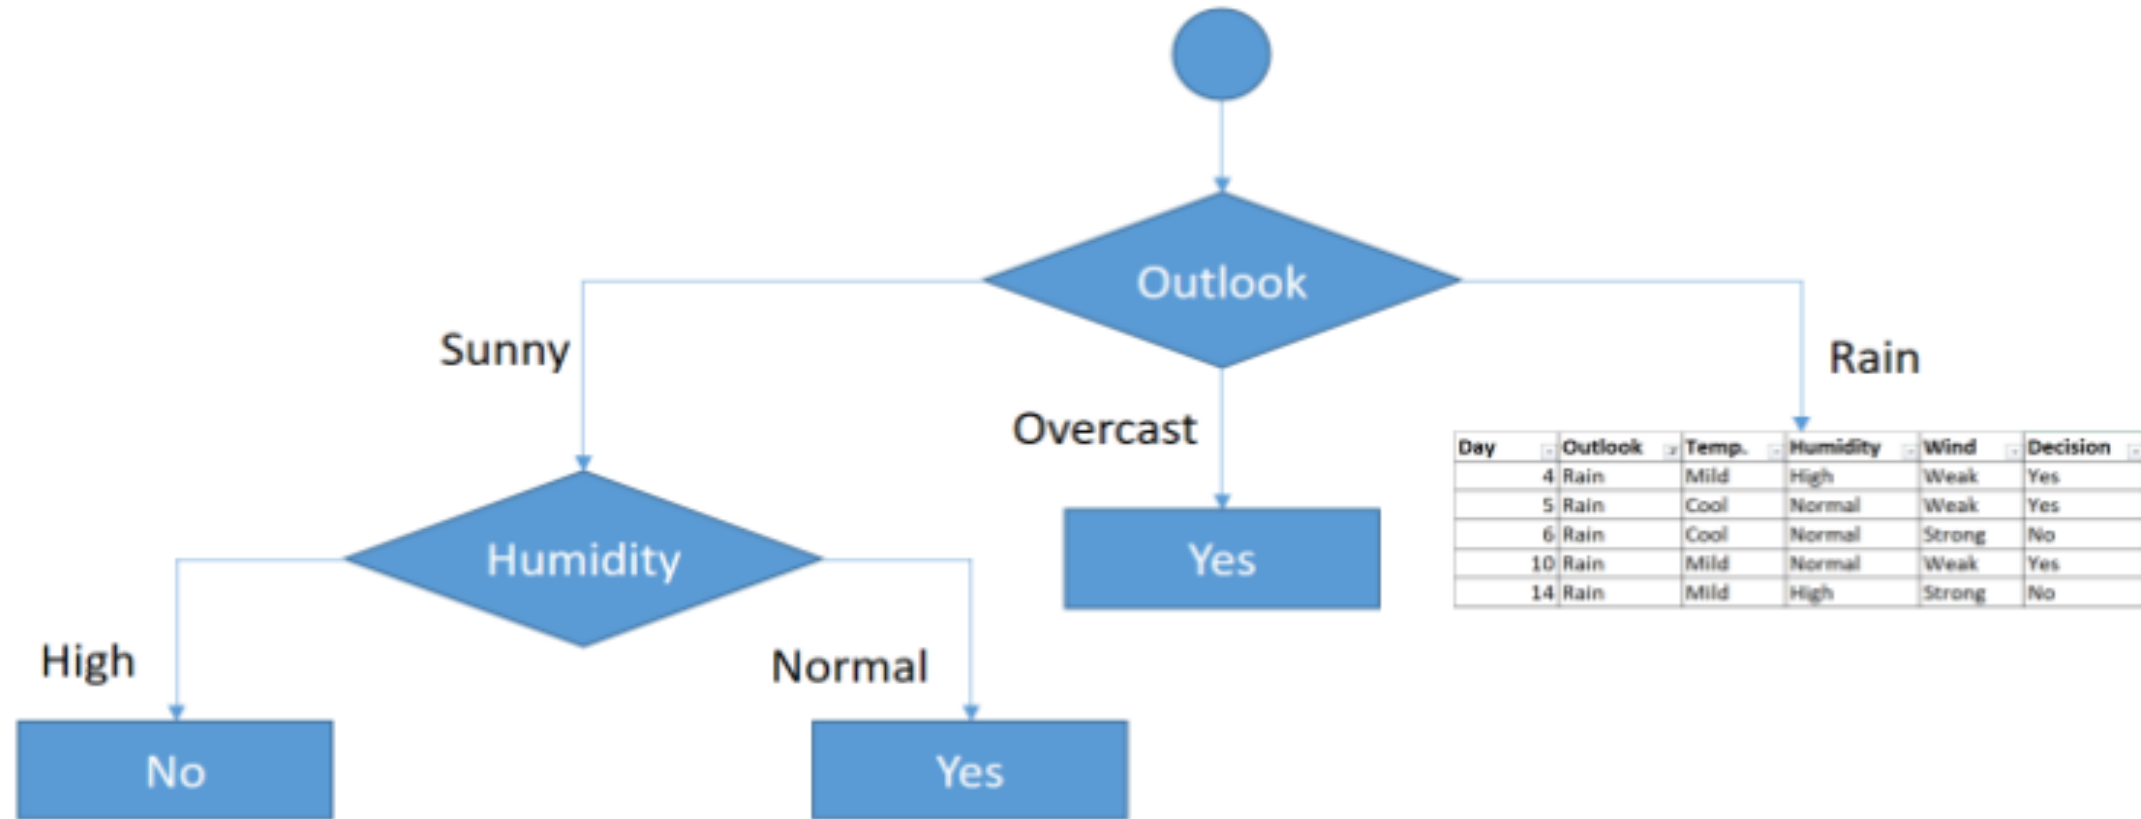 Outlook
Sunny
Rain
Overcast
Day Outlook Temp. Humidity Wind Decision
4 Rain Mild High Weak Yes
5 Rain Cool Normal Weak Yes
6 Rain Cool Normal Strong No
10 Rain Mild Normal Weak Yes
14 Rain Mild High Strong No
Humidity
Yes
High
Normal
No
Yes